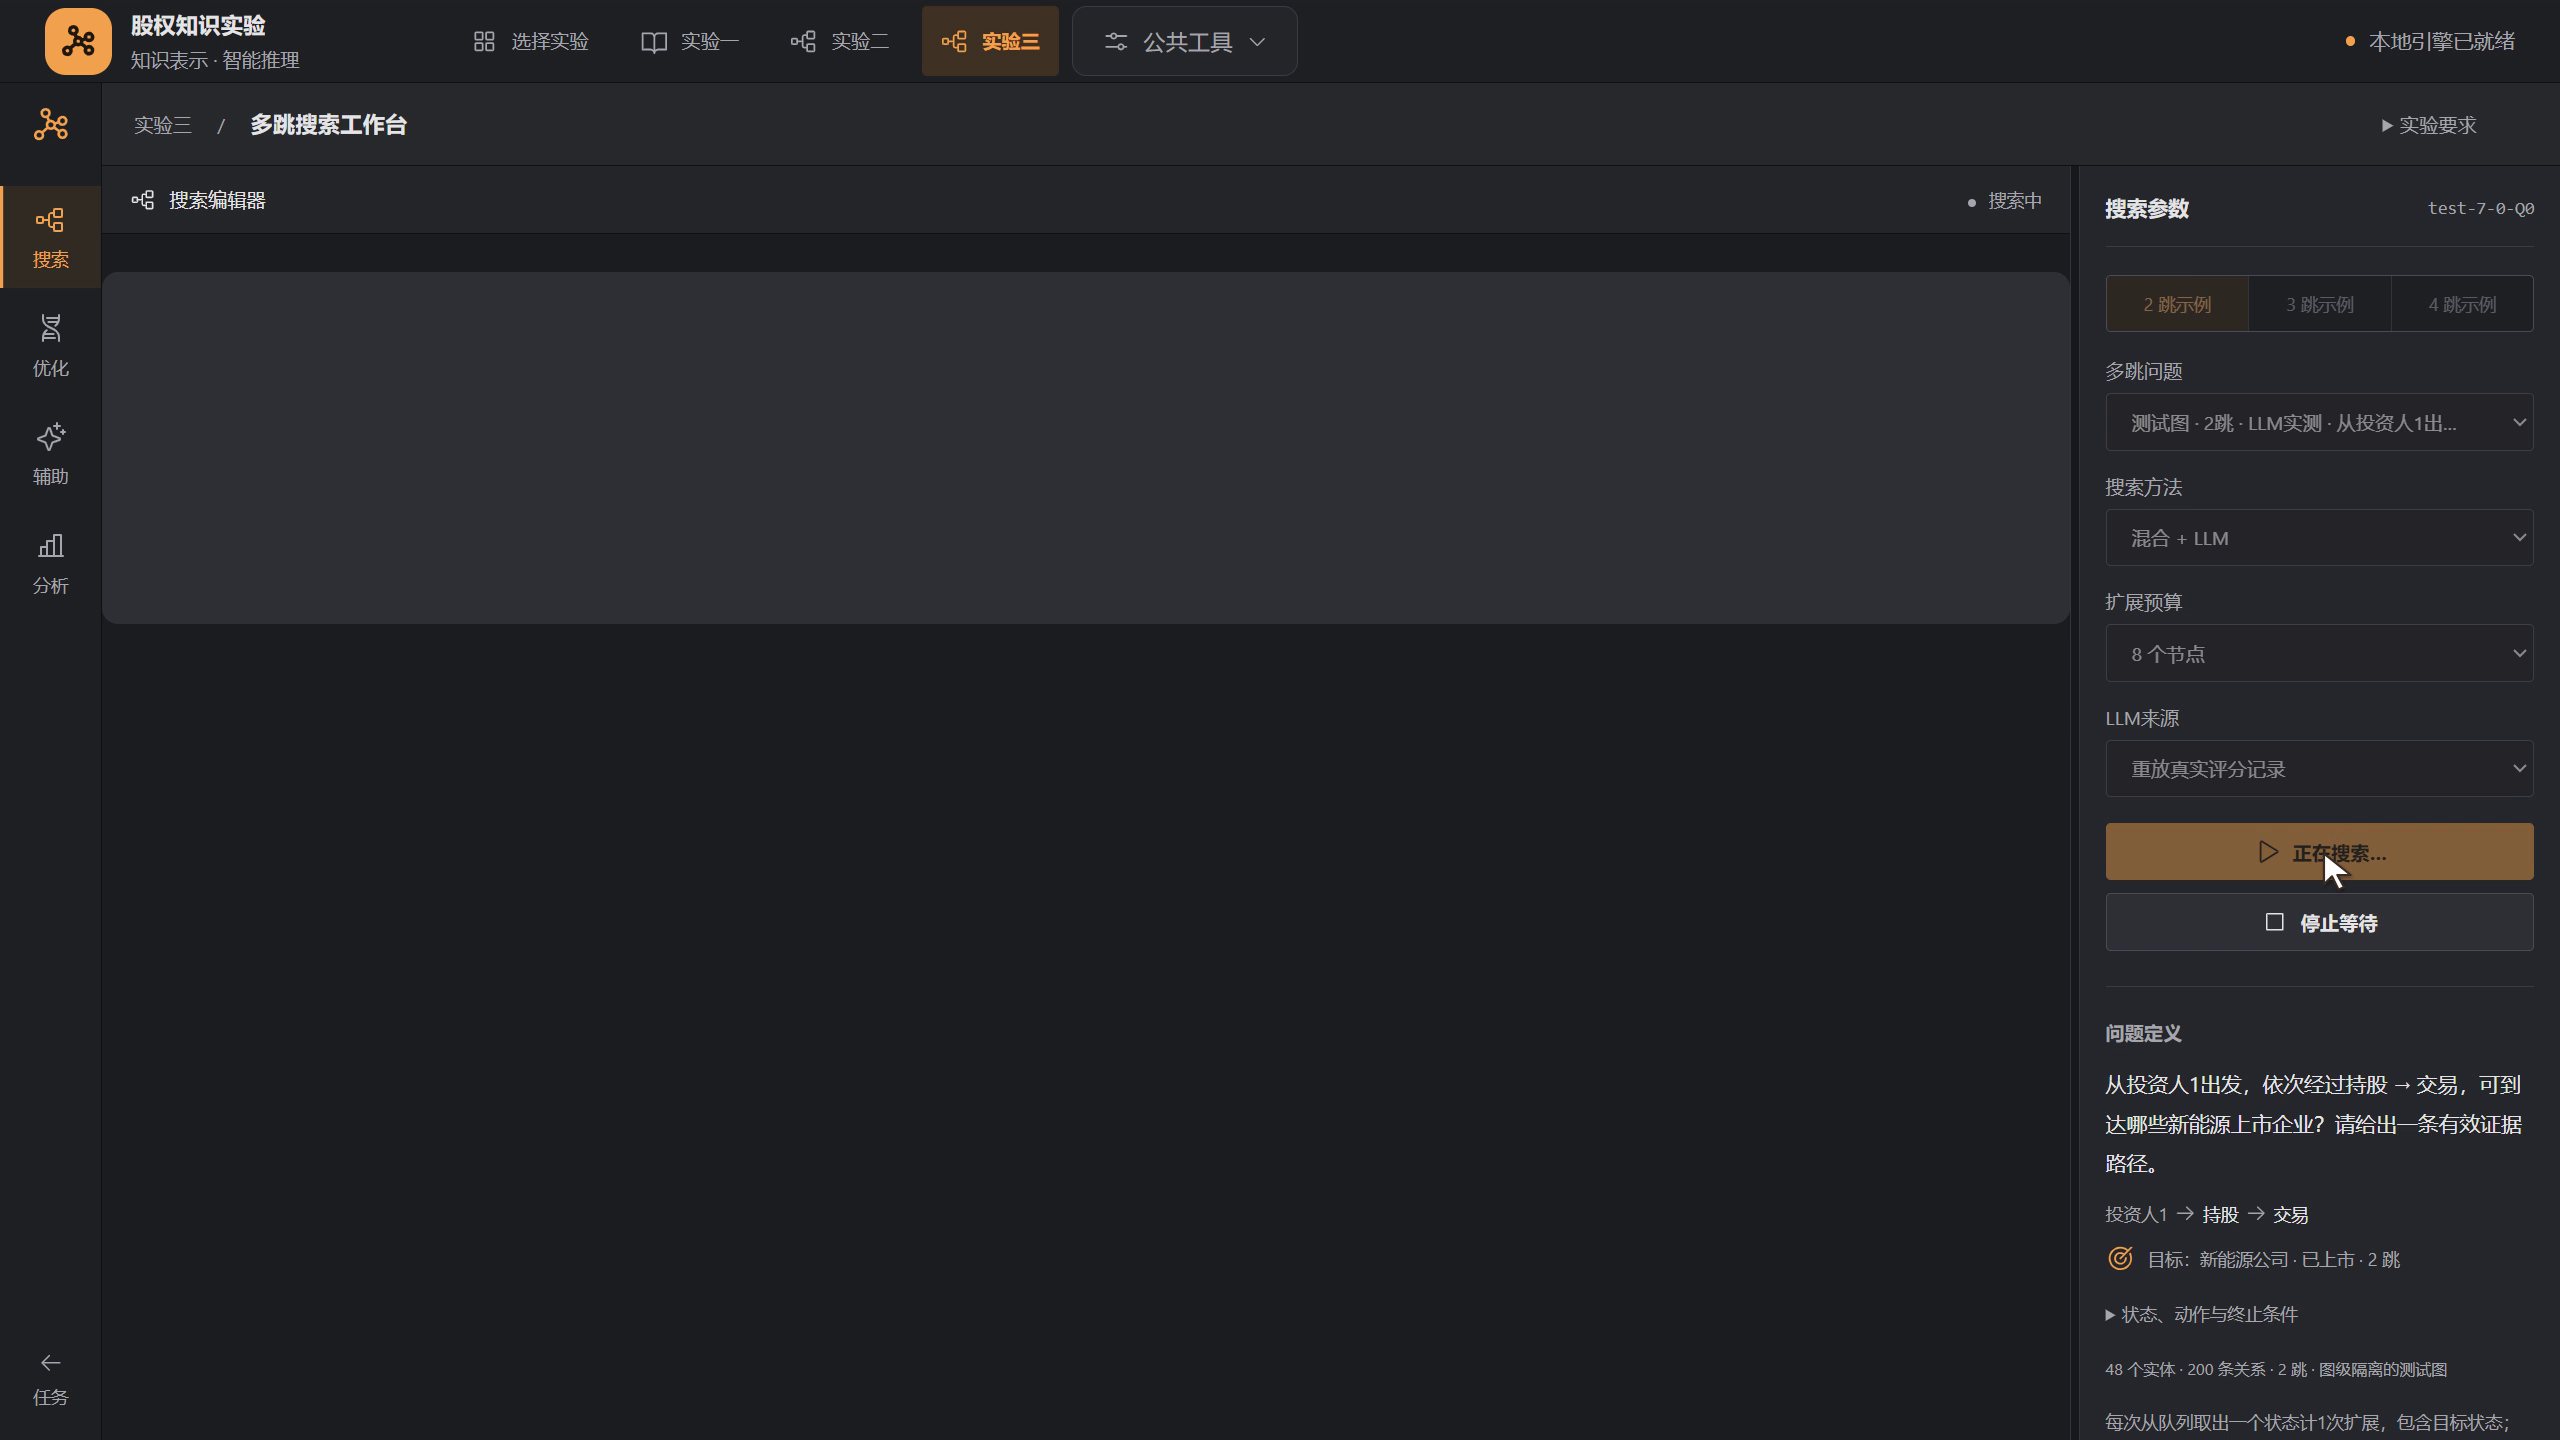 股权知识实验
知识表示 · 智能推理
选择实验
实验一
实验二
实验三
公共工具
本地引擎已就绪
实验三 / 多跳搜索工作台
实验要求
搜索
优化
辅助
分析
任务
搜索编辑器
搜索中
搜索参数
test-7-0-Q0
2 跳示例
3 跳示例
4 跳示例
多跳问题
测试图 · 2跳 · LLM实测 · 从投资人1出...
搜索方法
混合 + LLM
扩展预算
8 个节点
LLM来源
重放真实评分记录
正在搜索...
停止等待
问题定义
从投资人1出发，依次经过持股 → 交易，可到
达哪些新能源上市企业？请给出一条有效证据
路径。
投资人1 → 持股 → 交易
目标：新能源公司 · 已上市 · 2 跳
状态、动作与终止条件
48 个实体 · 200 条关系 · 2 跳 · 图级隔离的测试图
每次从队列取出一个状态计1次扩展，包含目标状态；